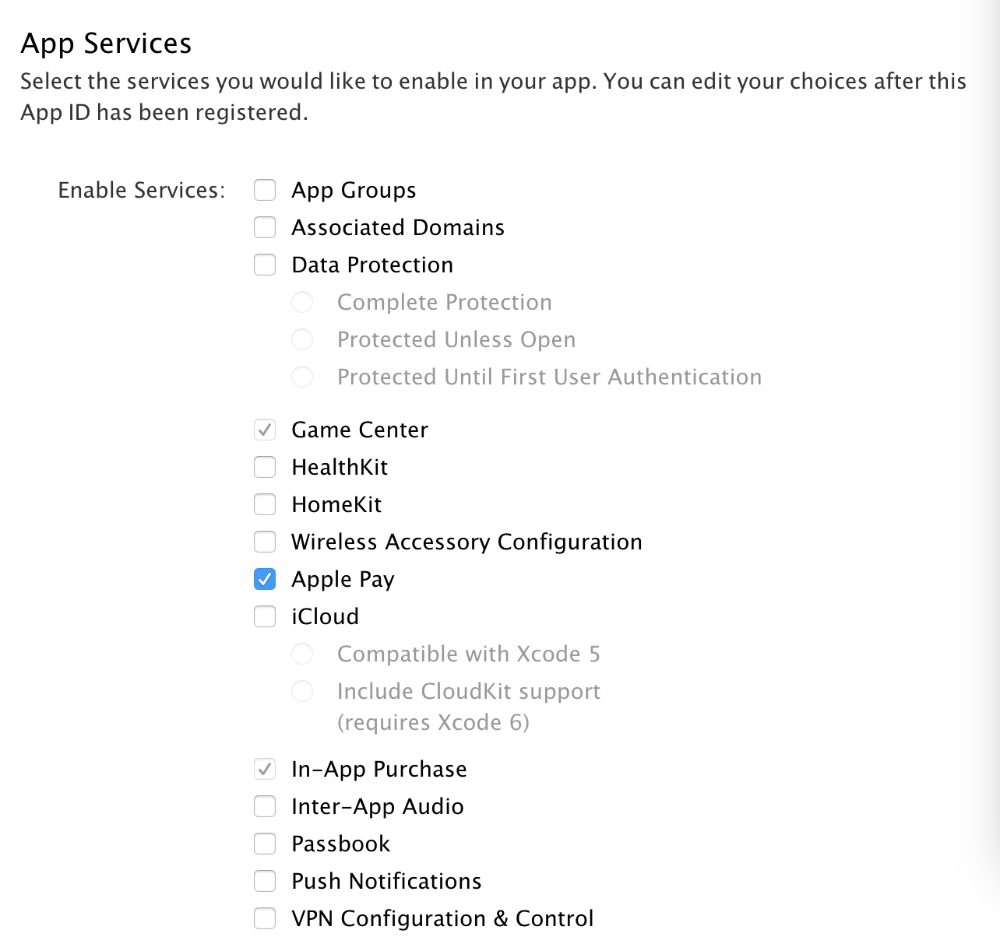 App Services
Select the services you would like to enable in your app. You can edit your choices after this
App ID has been registered.
Enable Services:
App Groups
Associated Domains
Data Protection
Complete Protection
Protected Unless Open
Protected Until First User Authentication
Game Center
HealthKit
HomeKit
Wireless Accessory Configuration
Apple Pay
iCloud
Compatible with Xcode 5
Include CloudKit support
(requires Xcode 6)
In-App Purchase
Inter-App Audio
Passbook
Push Notifications
VPN Configuration & Control